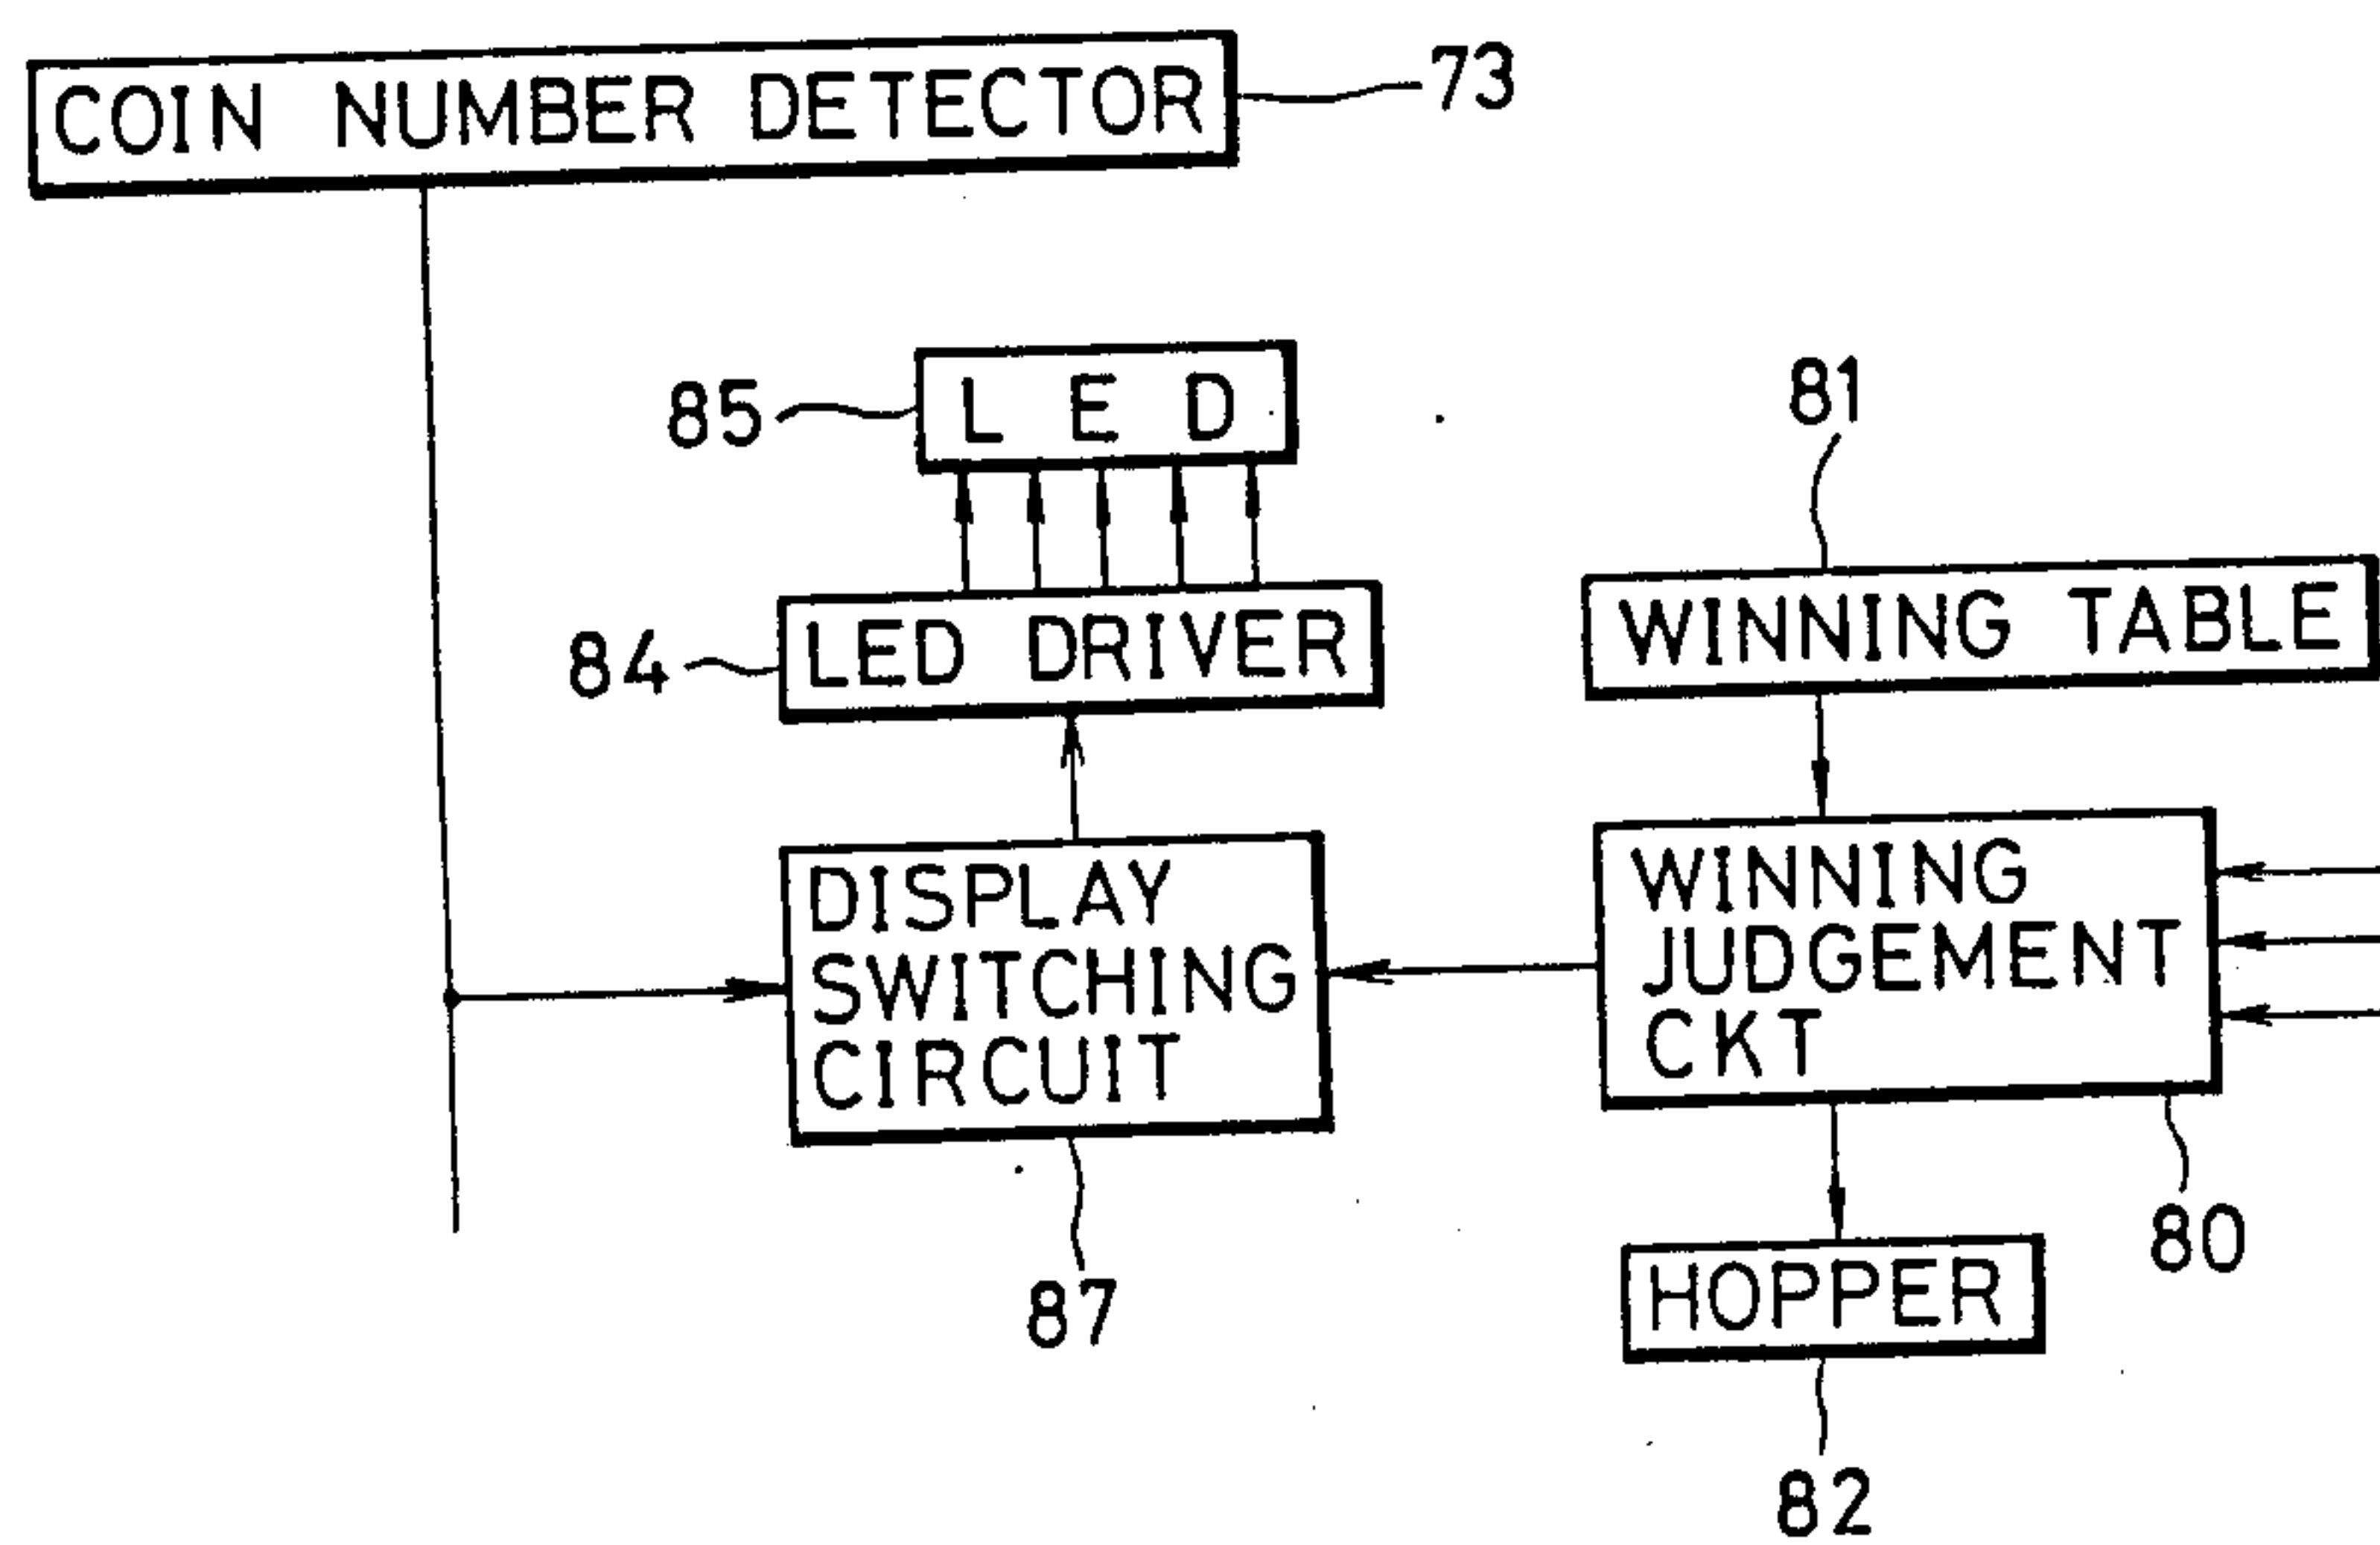 COIN NUMBER DETECTOR
73
LED
85
81
LED DRIVER
84
WINNING TABLE
DISPLAY
SWITCHING
CIRCUIT
WINNING
JUDGEMENT
CKT
87
80
HOPPER
82